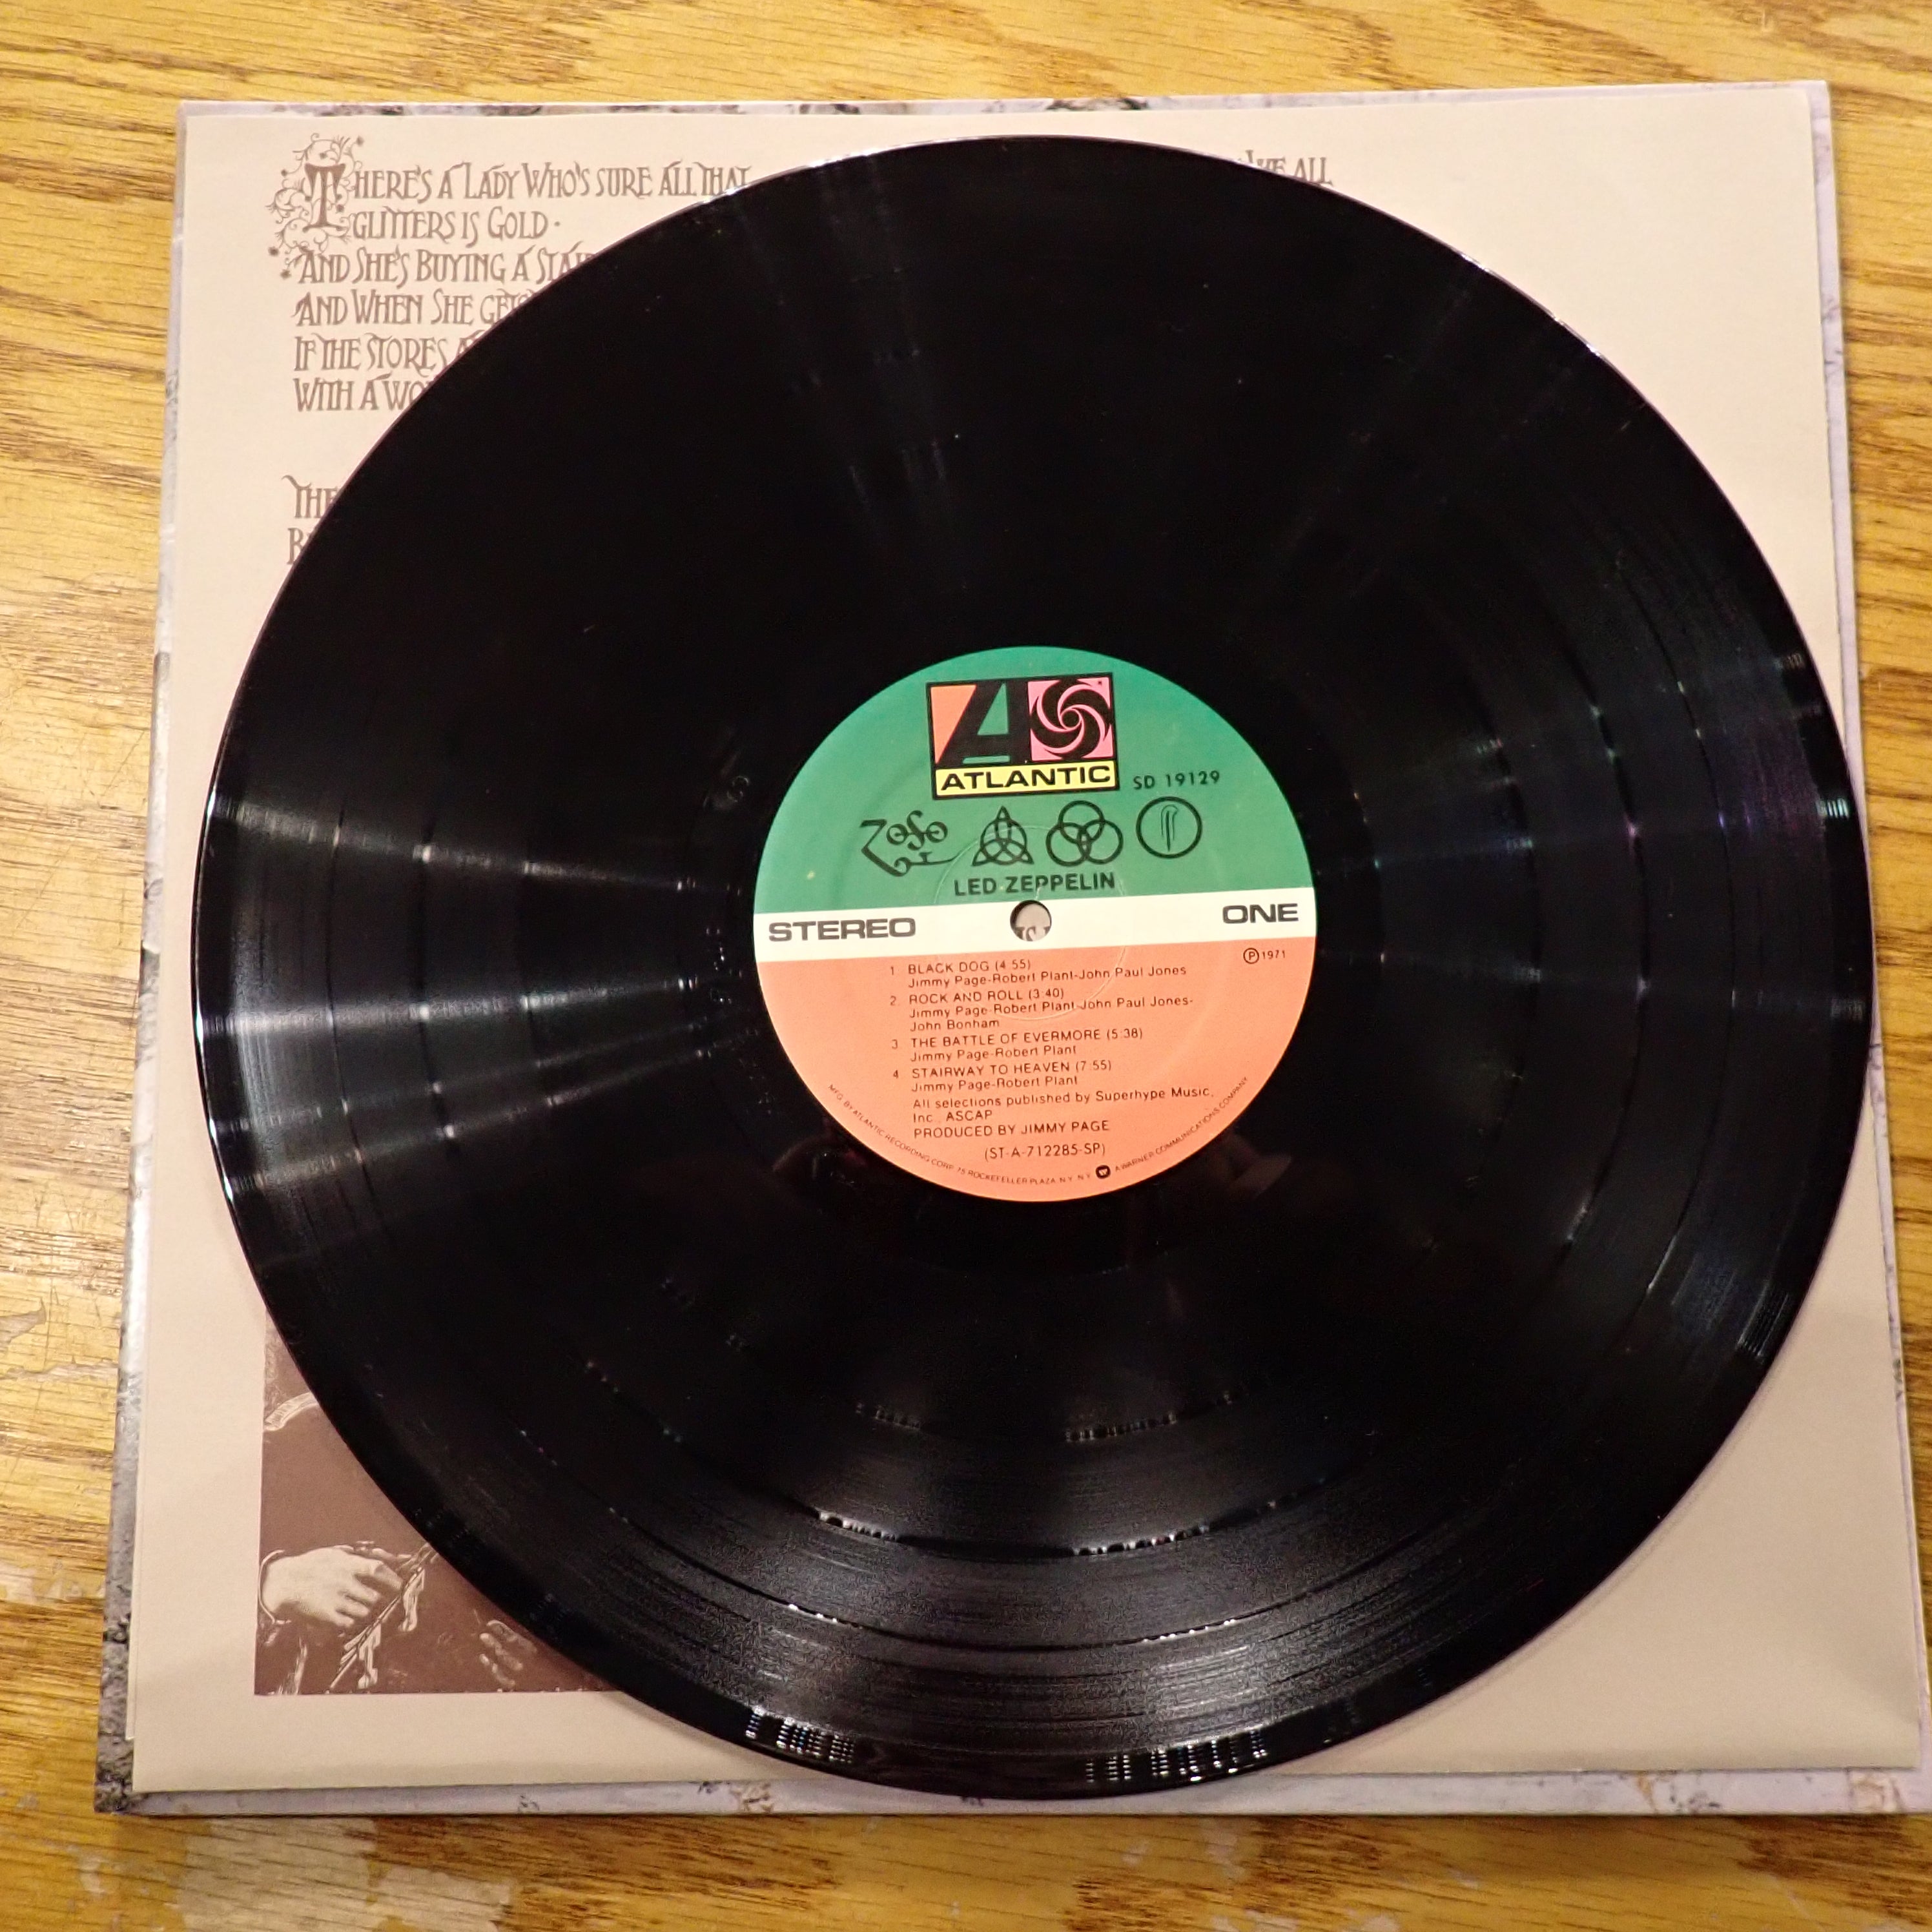 THERE'S A LADY WHO'S SURE ALL THAT
GLITTERS IS GOLD·
AND SHE'S BUYING A
AND WHEN SHE
IF THE STORES
WITH A
ALL
ATLANTIC
SD 19129
LED ZEPPELIN
STEREO
ONE
℗ 1971
1 BLACK DOG (4:55)
Jimmy Page-Robert Plant-John Paul Jones
2. ROCK AND ROLL (3:40)
Jimmy Page-Robert Plant-John Paul Jones-
John Bonham
3 THE BATTLE OF EVERMORE (5:38)
Jimmy Page-Robert Plant
4 STAIRWAY TO HEAVEN (7:55)
Jimmy Page-Robert Plant
All selections published by Superhype Music,
Inc., ASCAP
PRODUCED BY JIMMY PAGE
(ST-A-712285-SP)
MFG. BY ATLANTIC RECORDING CORP. 75 ROCKEFELLER PLAZA N.Y. N.Y. A WARNER COMMUNICATIONS COMPANY